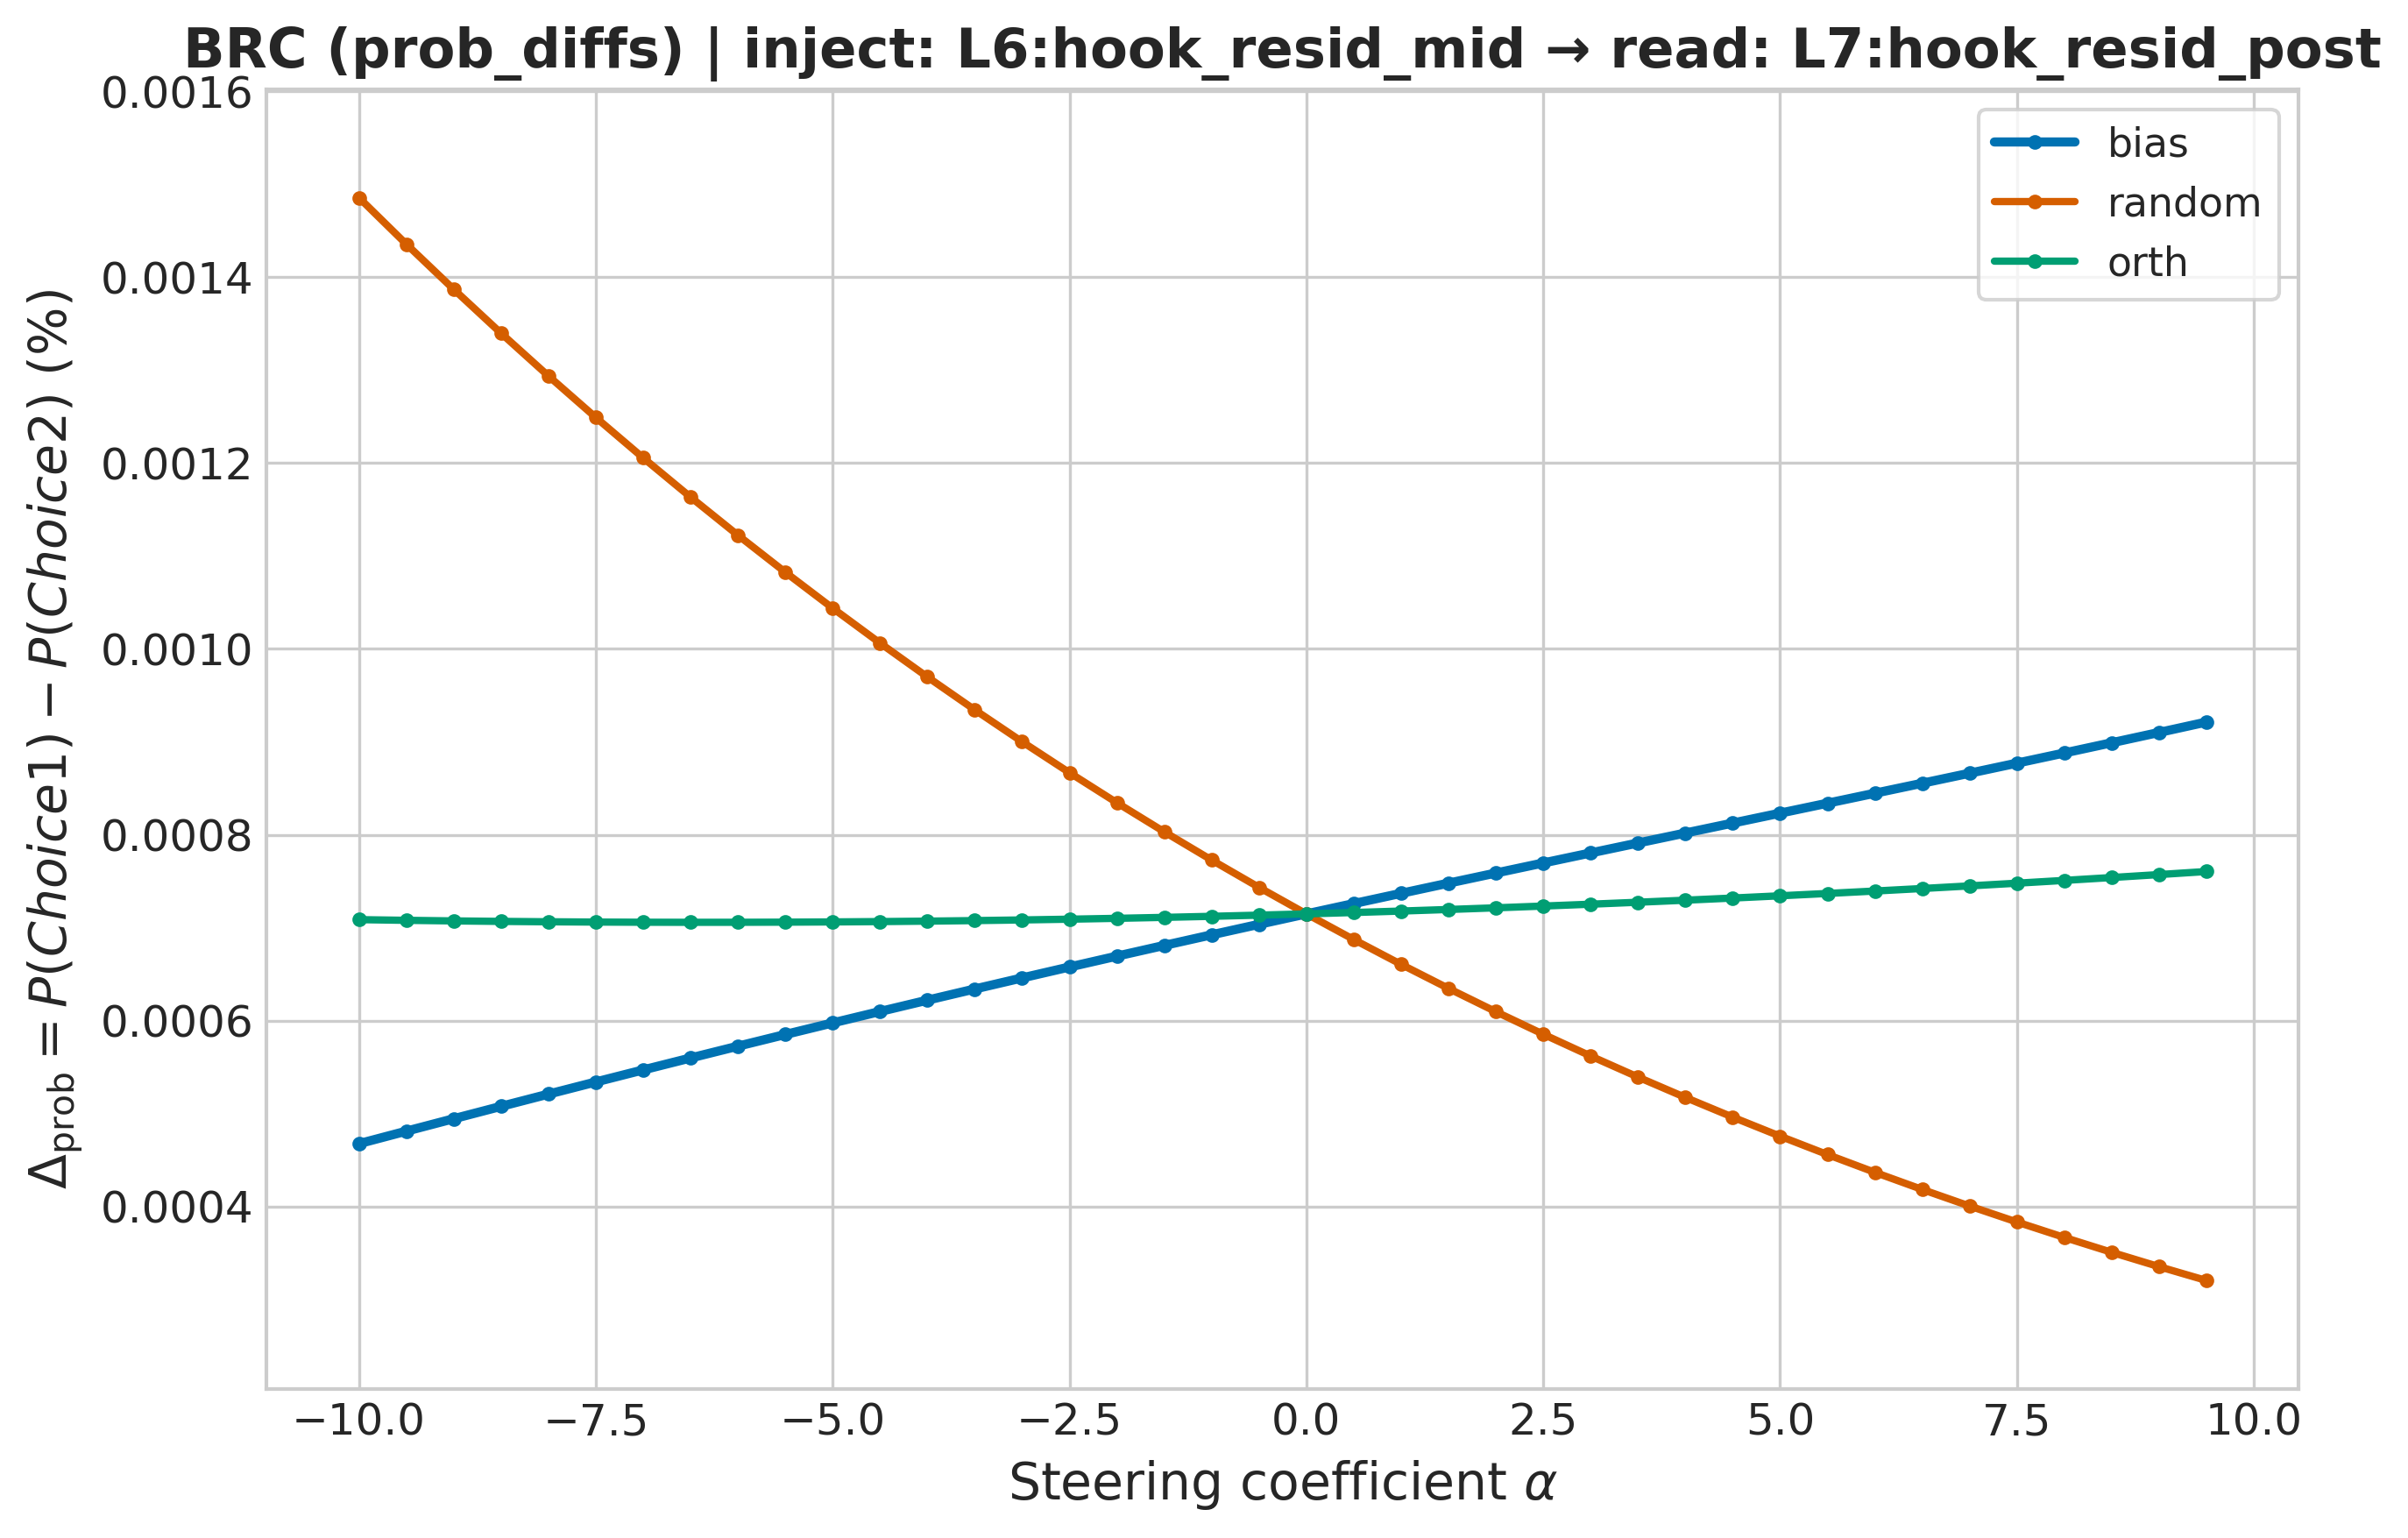 BRC (prob_diffs) | inject: L6:hook_resid_mid → read: L7:hook_resid_post
0.0016
0.0014
0.0012
0.0010
0.0008
0.0006
0.0004
Δprob = P(Choice1) − P(Choice2) (%)
bias
random
orth
−10.0 −7.5 −5.0 −2.5 0.0 2.5 5.0 7.5 10.0
Steering coefficient α